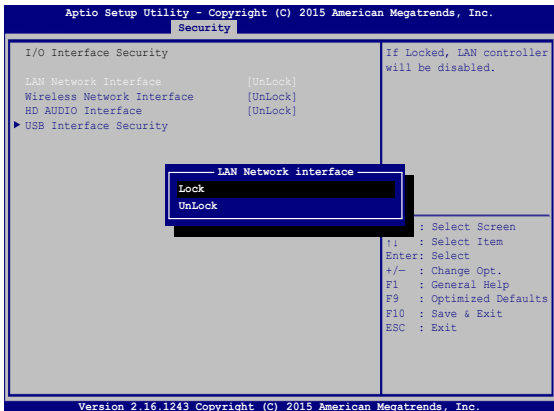 Aptio Setup Utility - Copyright (C) 2015 American Megatrends, Inc.
Security
I/O Interface Security
LAN Network Interface [UnLock]
Wireless Network Interface [UnLock]
HD AUDIO Interface [UnLock]
USB Interface Security
If Locked, LAN controller
will be disabled.
LAN Network interface
Lock
UnLock
: Select Screen
↑↓ : Select Item
Enter: Select
+/— : Change Opt.
F1 : General Help
F9 : Optimized Defaults
F10 : Save & Exit
ESC : Exit
Version 2.16.1243 Copyright (C) 2015 American Megatrends, Inc.